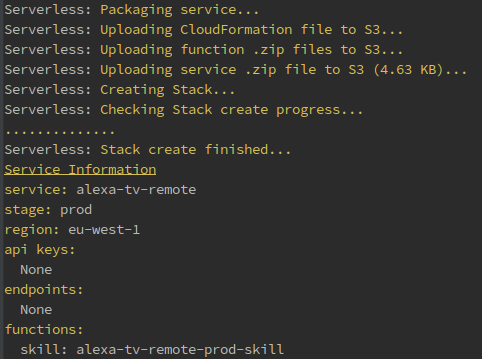 Serverless: Packaging service...
Serverless: Uploading CloudFormation file to S3...
Serverless: Uploading function .zip files to S3...
Serverless: Uploading service .zip file to S3 (4.63 KB)...
Serverless: Creating Stack...
Serverless: Checking Stack create progress...
..............
Serverless: Stack create finished...
Service Information
service: alexa-tv-remote
stage: prod
region: eu-west-1
api keys:
  None
endpoints:
  None
functions:
  skill: alexa-tv-remote-prod-skill